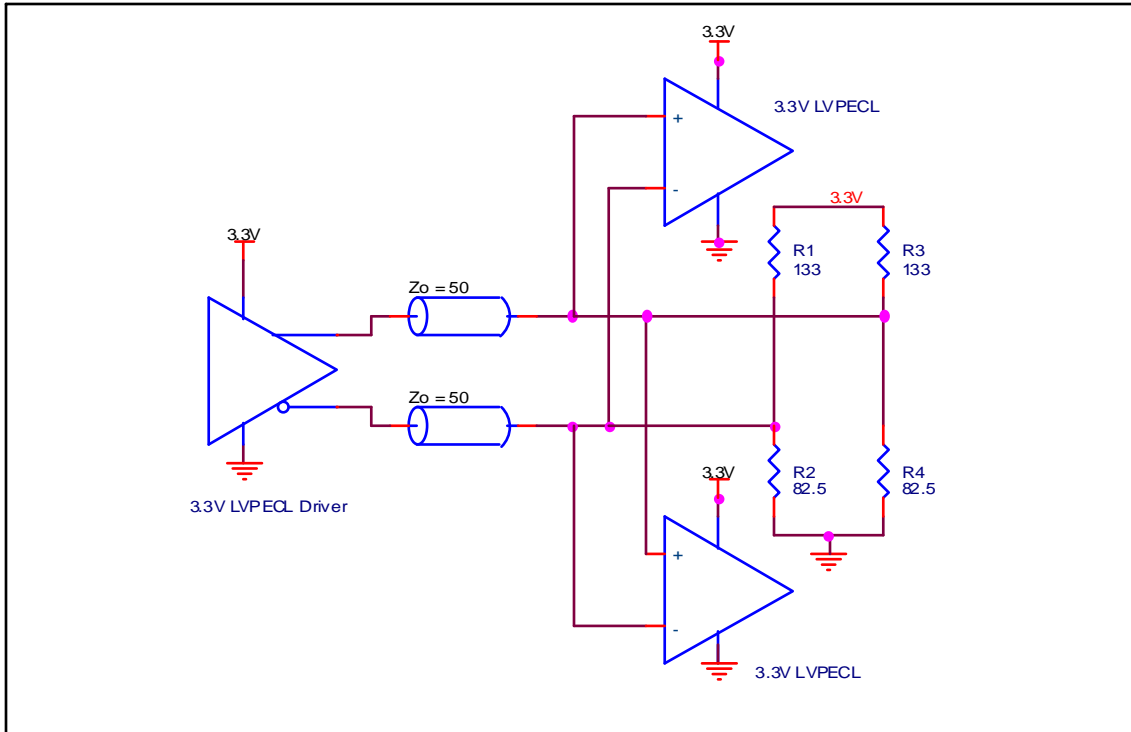 3.3V
3.3V LVPECL
+
-
3.3V
R1
133
R3
133
3.3V
Zo = 50
Zo = 50
3.3V LVPECL Driver
3.3V
R2
82.5
R4
82.5
+
-
3.3V LVPECL